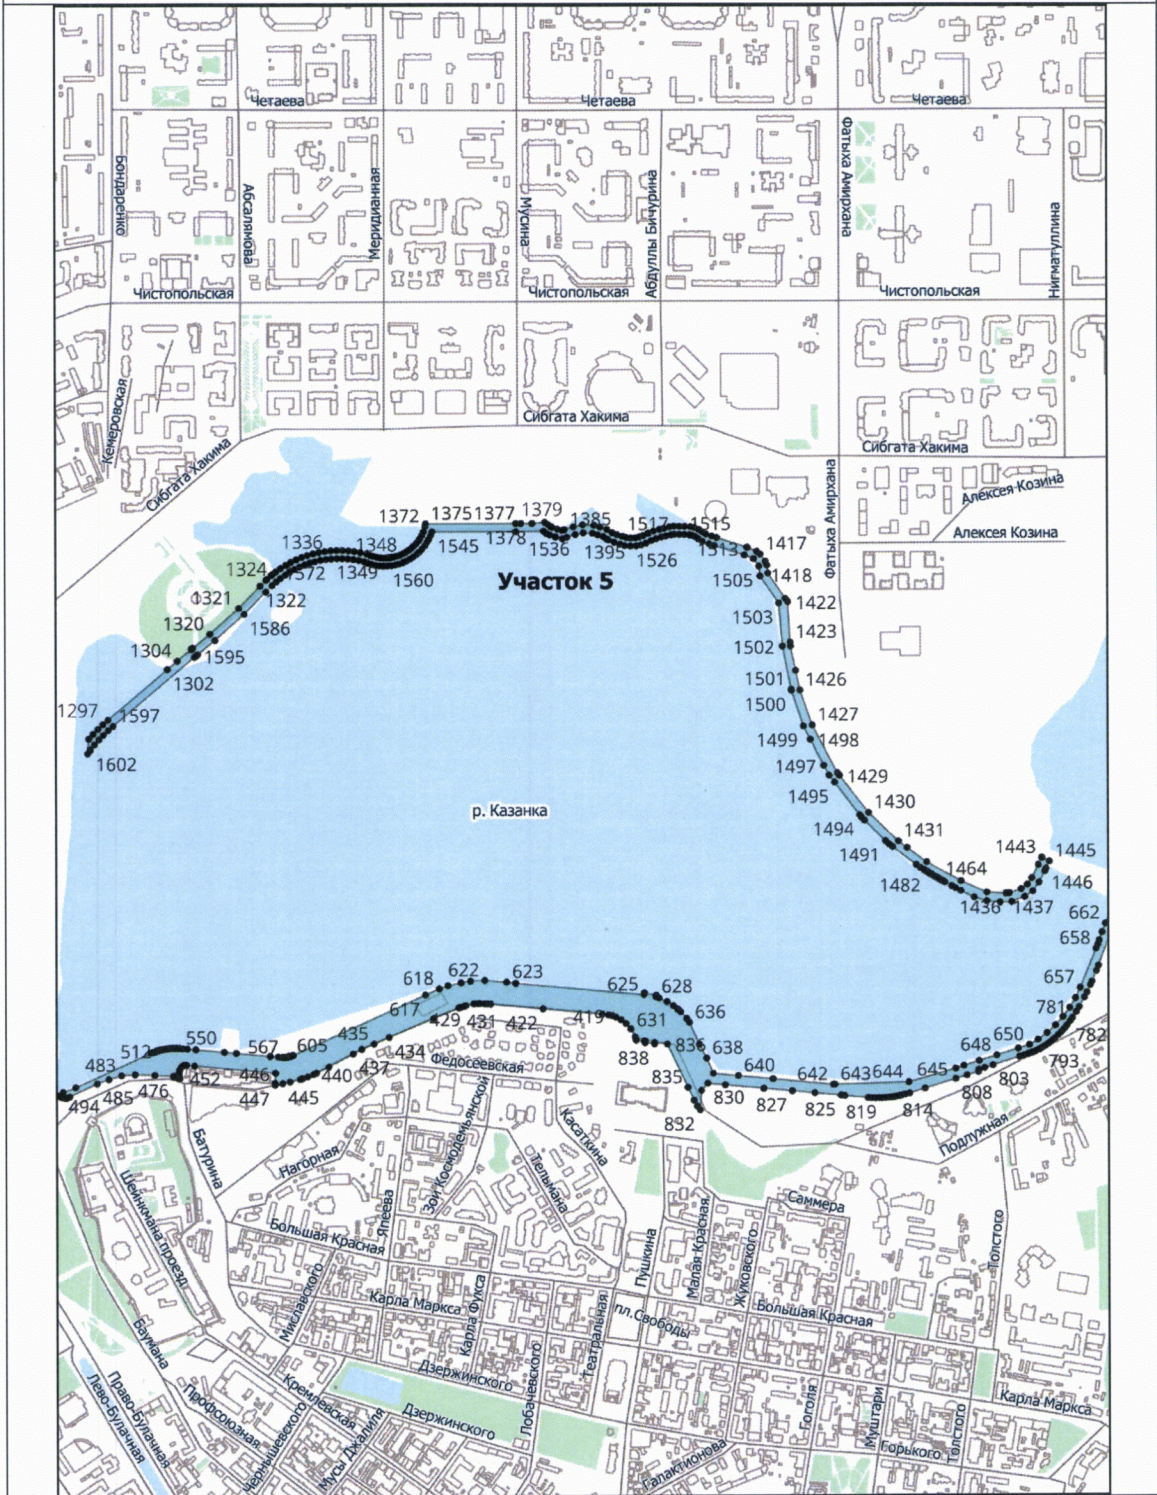 Четаева
Четаева
Четаева
Бондаренко
Абсалямова
Меридианная
Мусина
Абдуллы Бичурина
Фатыха Амирхана
Нигматуллина
Чистопольская
Чистопольская
Чистопольская
Кемеровская
Сибгата Хакима
Сибгата Хакима
Сибгата Хакима
Фатыха Амирхана
Алексея Козина
Алексея Козина
1372
1375
1377
1379
1385
1517
1515
1336
1348
1545
1378
1536
1395
1526
1513
1417
1324
1572
1349
1560
Участок 5
1505
1418
1321
1322
1503
1422
1320
1586
1423
1304
1595
1502
1302
1501
1426
1297
1597
1500
1427
1499
1498
1602
1497
1429
1495
р. Казанка
1430
1494
1431
1491
1443
1445
1482
1464
1446
1436
1437
662
658
618
622
623
625
628
657
617
429
431
422
419
631
636
781
782
512
550
567
605
435
434
838
836
638
648
650
793
483
452
446
440
437
Федосеевская
835
640
642
643
644
645
803
494
485
476
447
445
832
830
827
825
819
814
808
Подлужная
Батурина
Нагорная
Зои Космодемьянской
Касаткина
Тельмана
Шейнкмана проезд
Япеева
Большая Красная
Саммера
Пушкина
Малая Красная
Жуковского
Толстого
Миславского
Карла Маркса
Карла Фукса
Театральная
пл.Свободы
Большая Красная
Баумана
Дзержинского
Лобачевского
Право-Булачная
Лево-Булачная
Профсоюзная
Кремлевская
Чернышевского
Мусы Джалиля
Дзержинского
Галактионова
Гоголя
Муштари
Горького
Толстого
Карла Маркса